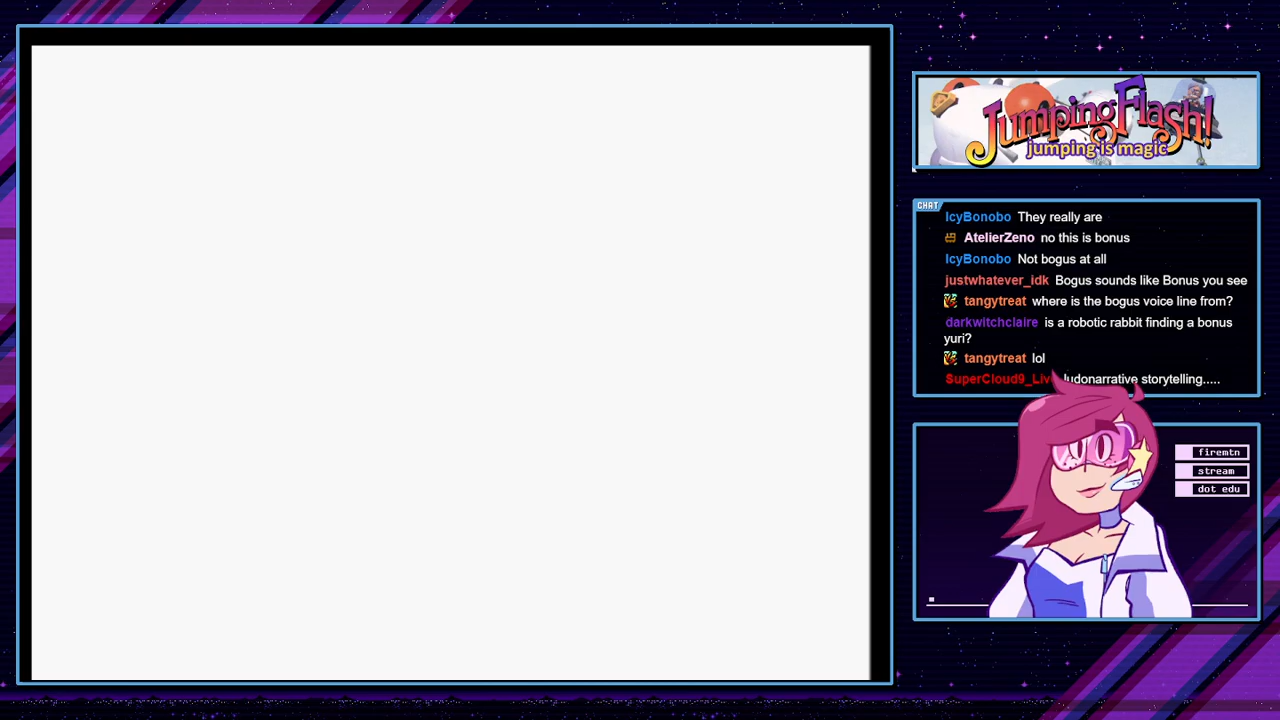 Jumping Flash!
jumping is magic
CHAT
IcyBonobo They really are
AtelierZeno no this is bonus
IcyBonobo Not bogus at all
justwhatever_idk Bogus sounds like Bonus you see
tangytreat where is the bogus voice line from?
darkwitchclaire is a robotic rabbit finding a bonus
yuri?
tangytreat lol
SuperCloud9_Liv ludonarrative storytelling.....
firemtn
stream
dot edu